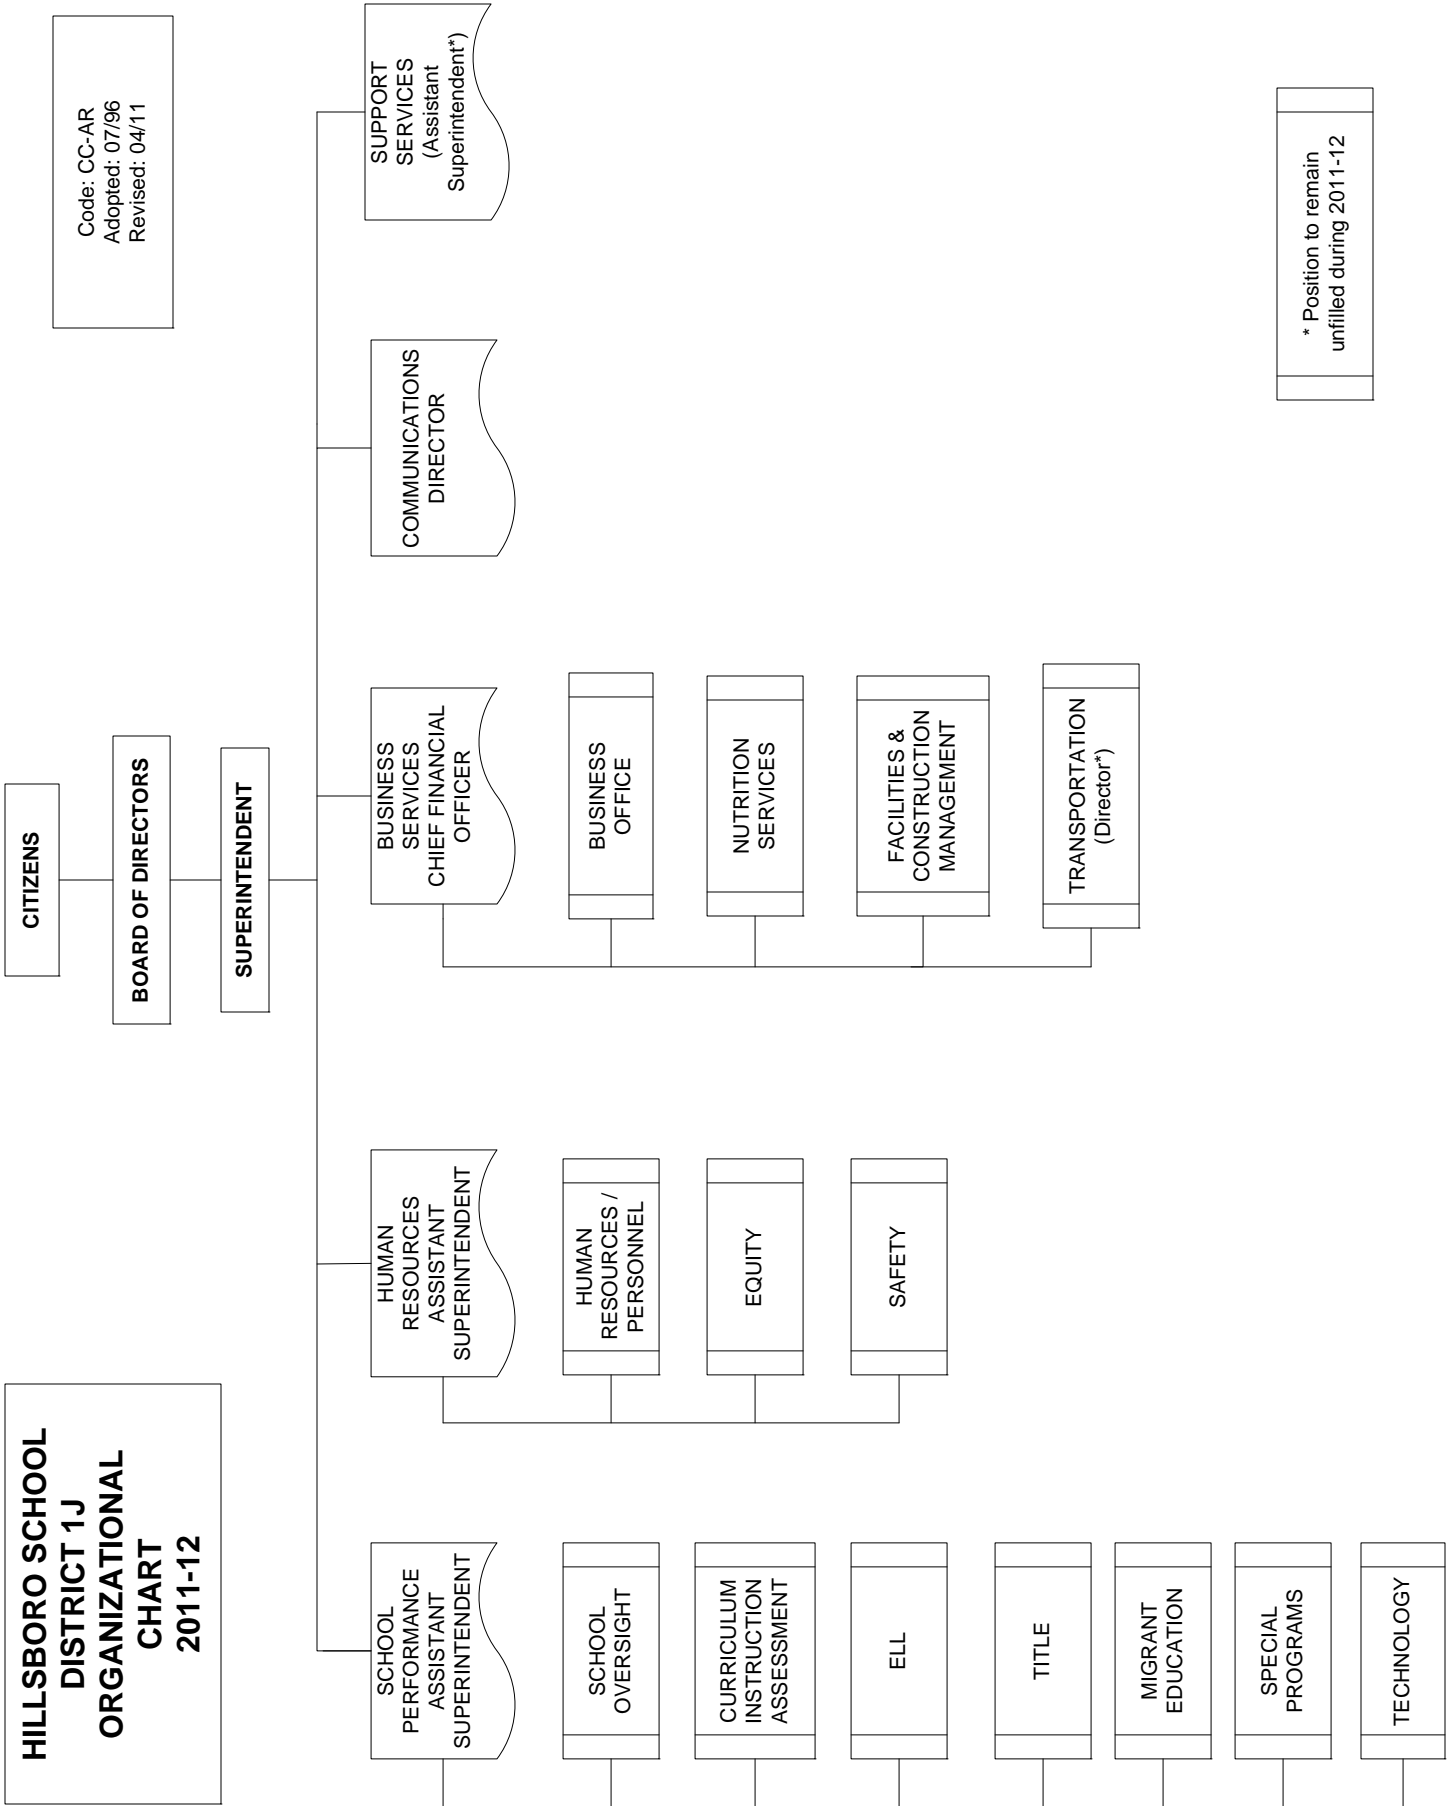 HILLSBORO SCHOOL
DISTRICT 1J
ORGANIZATIONAL
CHART
2011-12
CITIZENS
BOARD OF DIRECTORS
SUPERINTENDENT
Code: CC-AR
Adopted: 07/96
Revised: 04/11
SCHOOL
PERFORMANCE
ASSISTANT
SUPERINTENDENT
HUMAN
RESOURCES
ASSISTANT
SUPERINTENDENT
BUSINESS
SERVICES
CHIEF FINANCIAL
OFFICER
COMMUNICATIONS
DIRECTOR
SUPPORT
SERVICES
(Assistant
Superintendent*)
SCHOOL
OVERSIGHT
CURRICULUM
INSTRUCTION
ASSESSMENT
ELL
TITLE
MIGRANT
EDUCATION
SPECIAL
PROGRAMS
TECHNOLOGY
HUMAN
RESOURCES /
PERSONNEL
EQUITY
SAFETY
BUSINESS
OFFICE
NUTRITION
SERVICES
FACILITIES &
CONSTRUCTION
MANAGEMENT
TRANSPORTATION
(Director*)
* Position to remain
unfilled during 2011-12